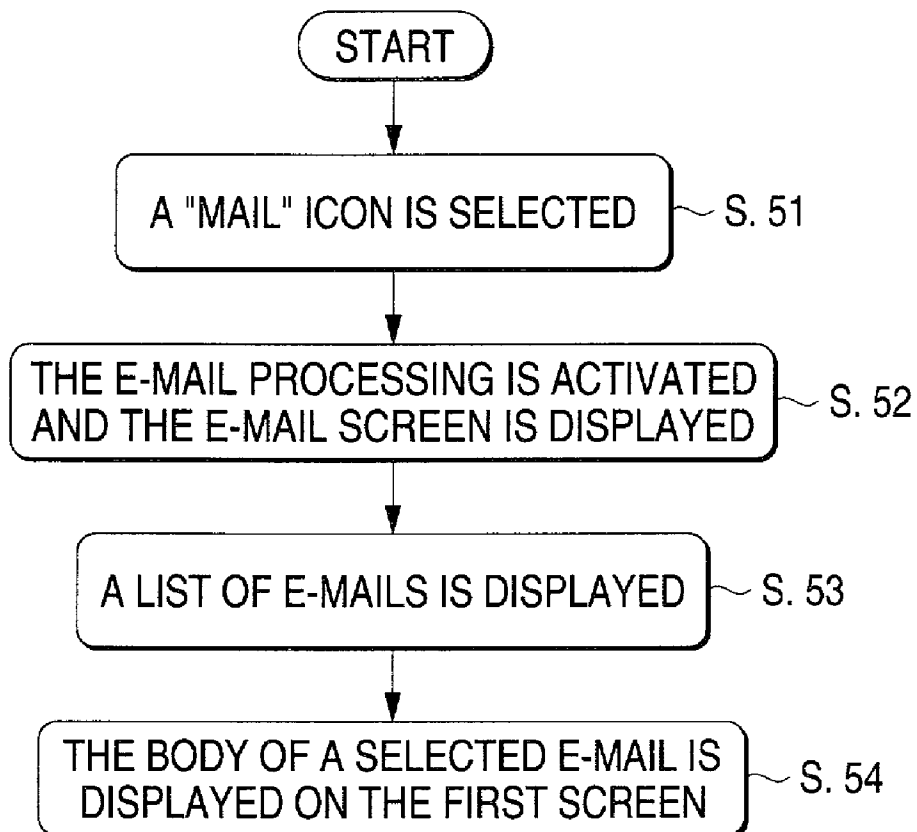 START
A "MAIL" ICON IS SELECTED
S. 51
THE E-MAIL PROCESSING IS ACTIVATED
AND THE E-MAIL SCREEN IS DISPLAYED
S. 52
A LIST OF E-MAILS IS DISPLAYED
S. 53
THE BODY OF A SELECTED E-MAIL IS
DISPLAYED ON THE FIRST SCREEN
S. 54